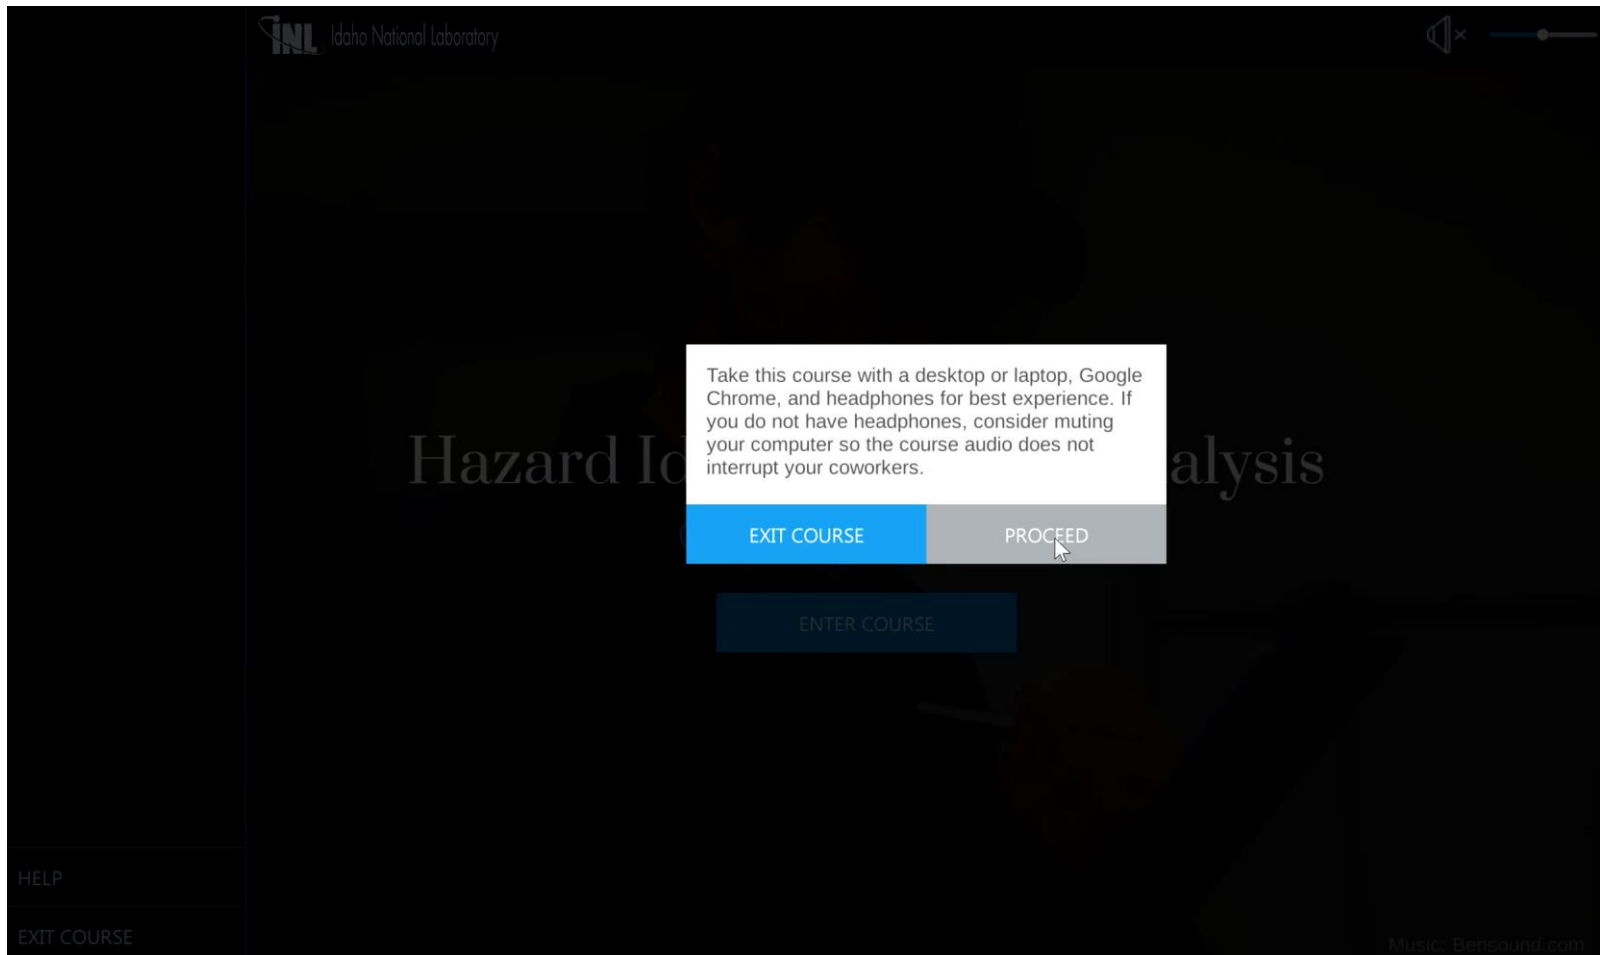 INL Idaho National Laboratory
Take this course with a desktop or laptop, Google
Chrome, and headphones for best experience. If
you do not have headphones, consider muting
your computer so the course audio does not
interrupt your coworkers.
Hazard Id alysis
EXIT COURSE PROCEED
ENTER COURSE
HELP
EXIT COURSE
Music: Bensound.com